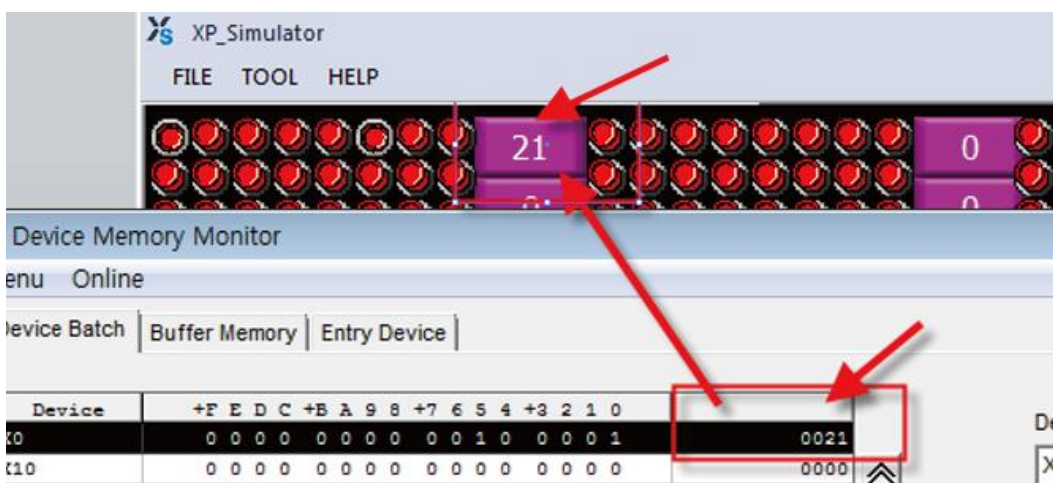 XP_Simulator
FILE TOOL HELP
21 0
0
Device Memory Monitor
enu Online
evice Batch Buffer Memory Entry Device
Device +F E D C +B A 9 8 +7 6 5 4 +3 2 1 0
0 0 0 0 0 0 0 0 0 0 1 0 0 0 0 1 0021
X10 0 0 0 0 0 0 0 0 0 0 0 0 0 0 0 0 0000
De
X